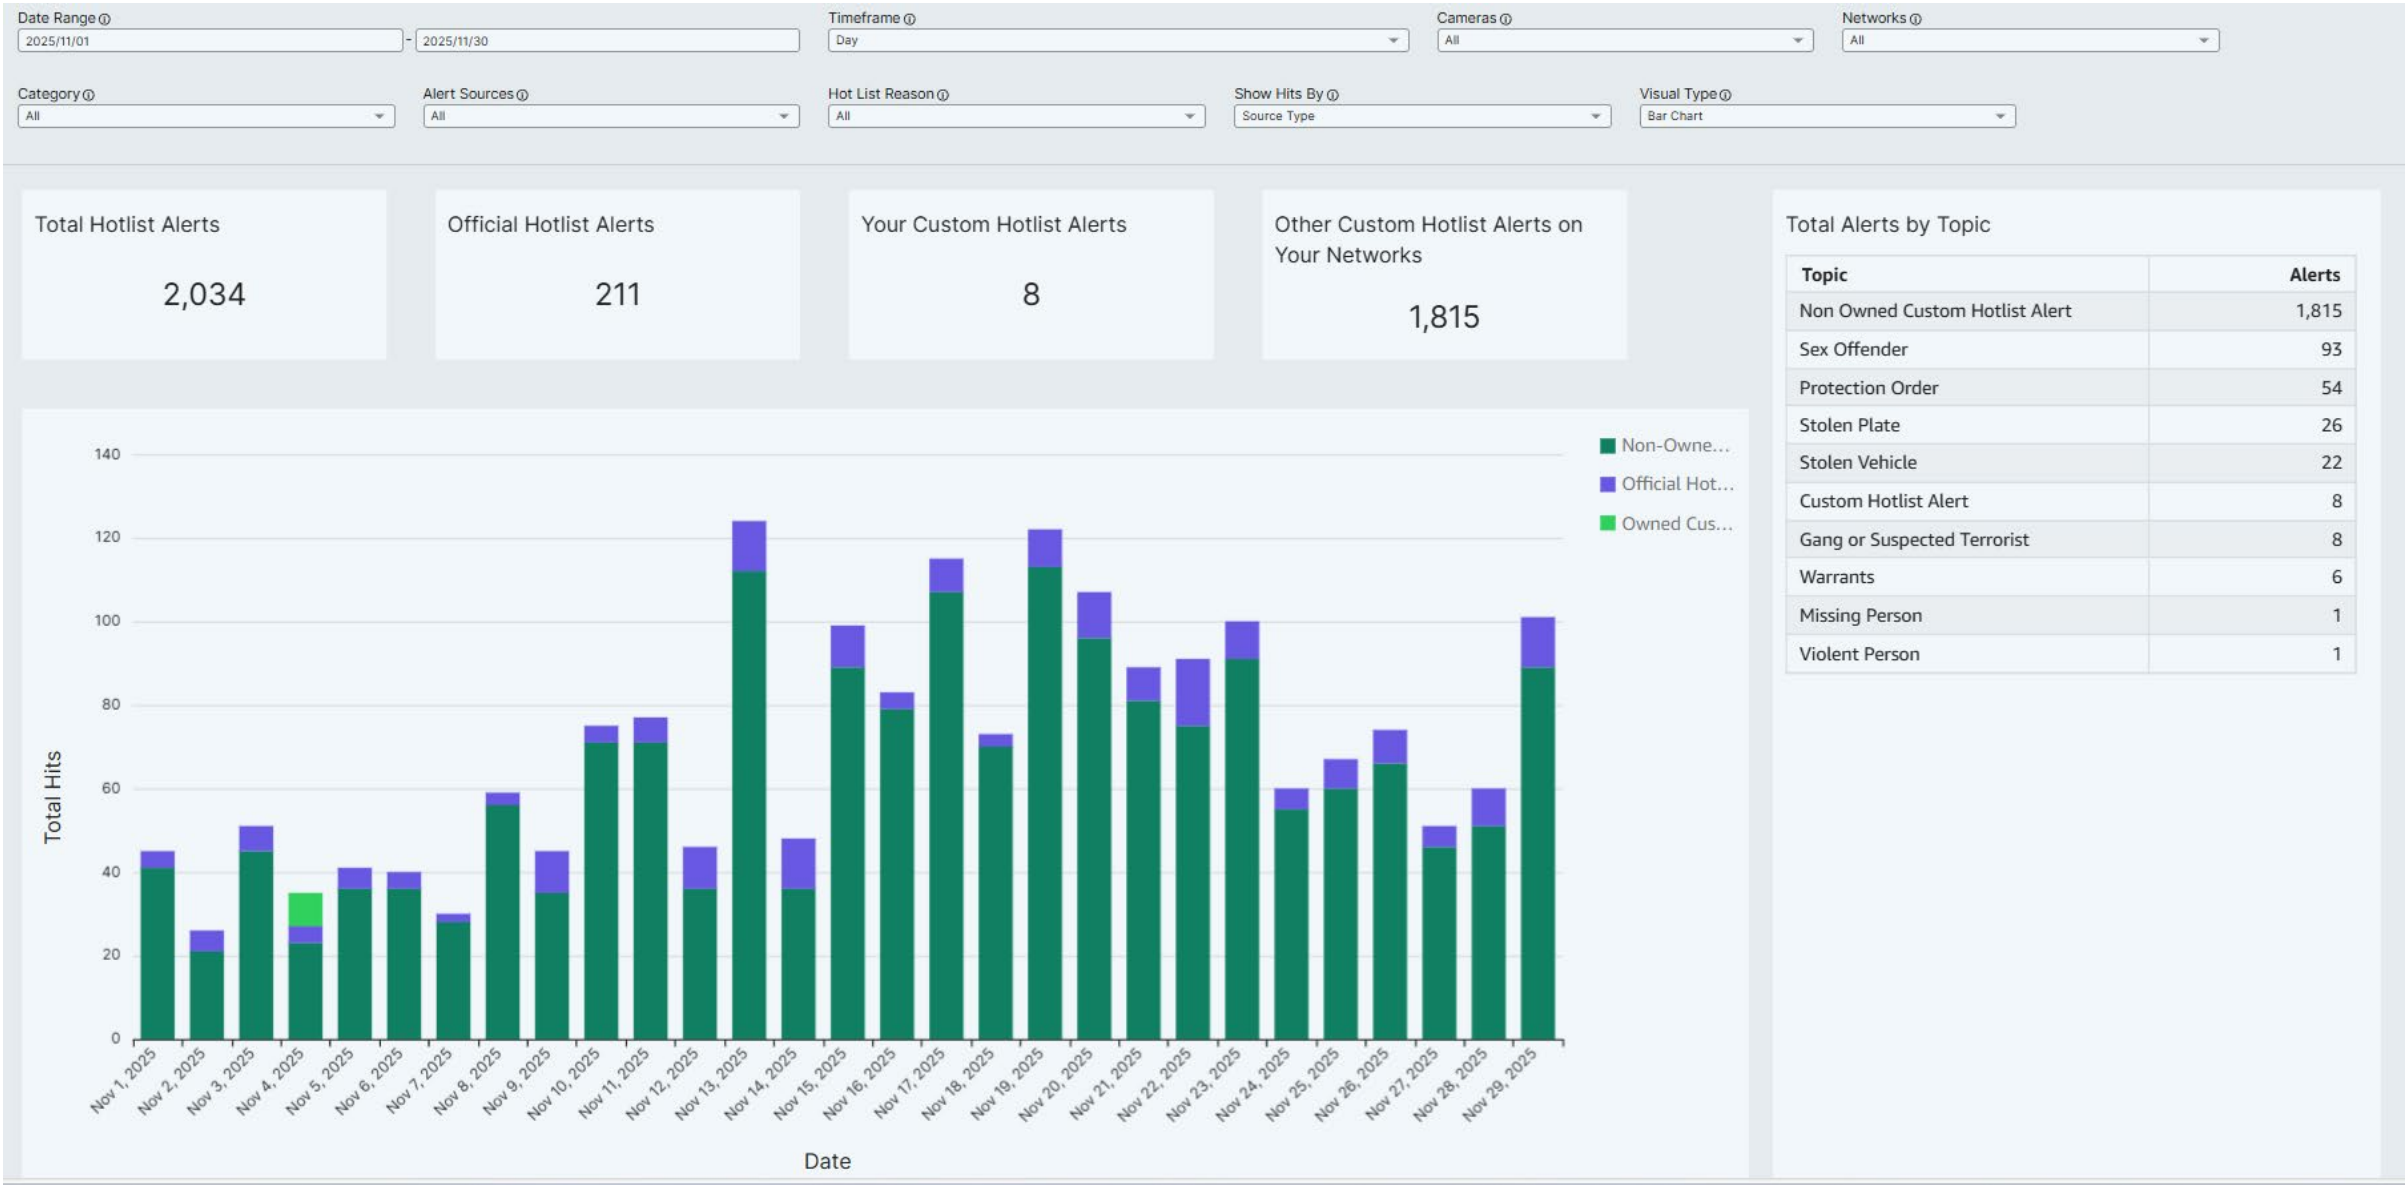 Date Range
2025/11/01 - 2025/11/30
Timeframe
Day
Cameras
All
Networks
All
Category
All
Alert Sources
All
Hot List Reason
All
Show Hits By
Source Type
Visual Type
Bar Chart
Total Hotlist Alerts
2,034
Official Hotlist Alerts
211
Your Custom Hotlist Alerts
8
Other Custom Hotlist Alerts on
Your Networks
1,815
Total Alerts by Topic
Topic Alerts
Non Owned Custom Hotlist Alert 1,815
Sex Offender 93
Protection Order 54
Stolen Plate 26
Stolen Vehicle 22
Custom Hotlist Alert 8
Gang or Suspected Terrorist 8
Warrants 6
Missing Person 1
Violent Person 1
Non-Owne...
Official Hot...
Owned Cus...
Total Hits
140
120
100
80
60
40
20
0
Nov 1, 2025
Nov 2, 2025
Nov 3, 2025
Nov 4, 2025
Nov 5, 2025
Nov 6, 2025
Nov 7, 2025
Nov 8, 2025
Nov 9, 2025
Nov 10, 2025
Nov 11, 2025
Nov 12, 2025
Nov 13, 2025
Nov 14, 2025
Nov 15, 2025
Nov 16, 2025
Nov 17, 2025
Nov 18, 2025
Nov 19, 2025
Nov 20, 2025
Nov 21, 2025
Nov 22, 2025
Nov 23, 2025
Nov 24, 2025
Nov 25, 2025
Nov 26, 2025
Nov 27, 2025
Nov 28, 2025
Nov 29, 2025
Date